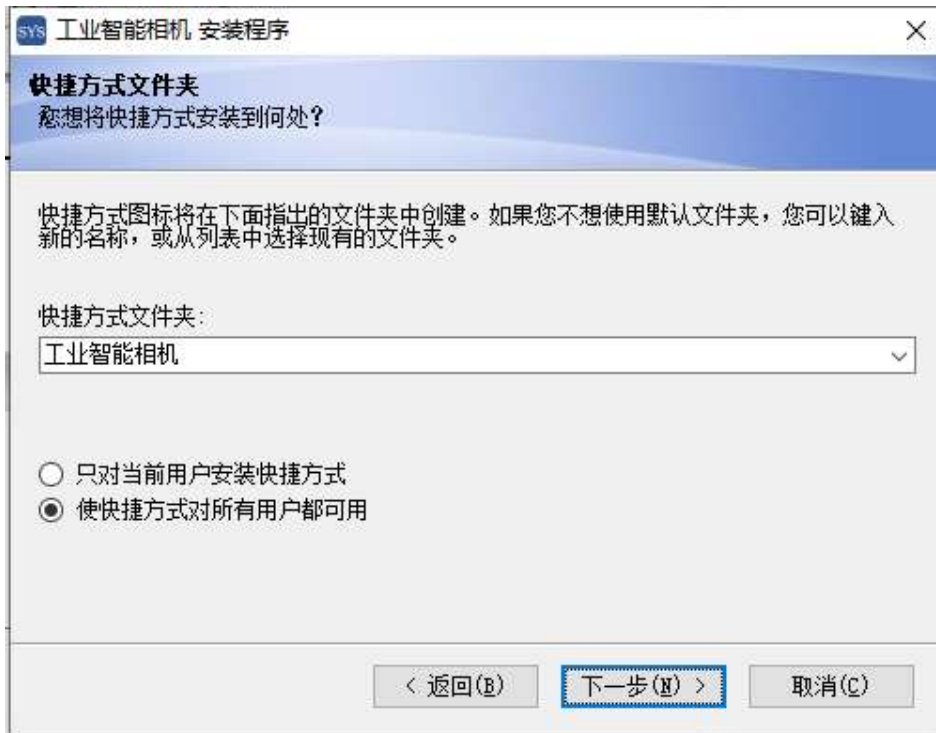 SYS 工业智能相机 安装程序
快捷方式文件夹
您想将快捷方式安装到何处?
快捷方式图标将在下面指出的文件夹中创建。如果您不想使用默认文件夹,您可以键入
新的名称,或从列表中选择现有的文件夹。
快捷方式文件夹:
工业智能相机
只对当前用户安装快捷方式
使快捷方式对所有用户都可用
< 返回(B)
下一步(N) >
取消(C)